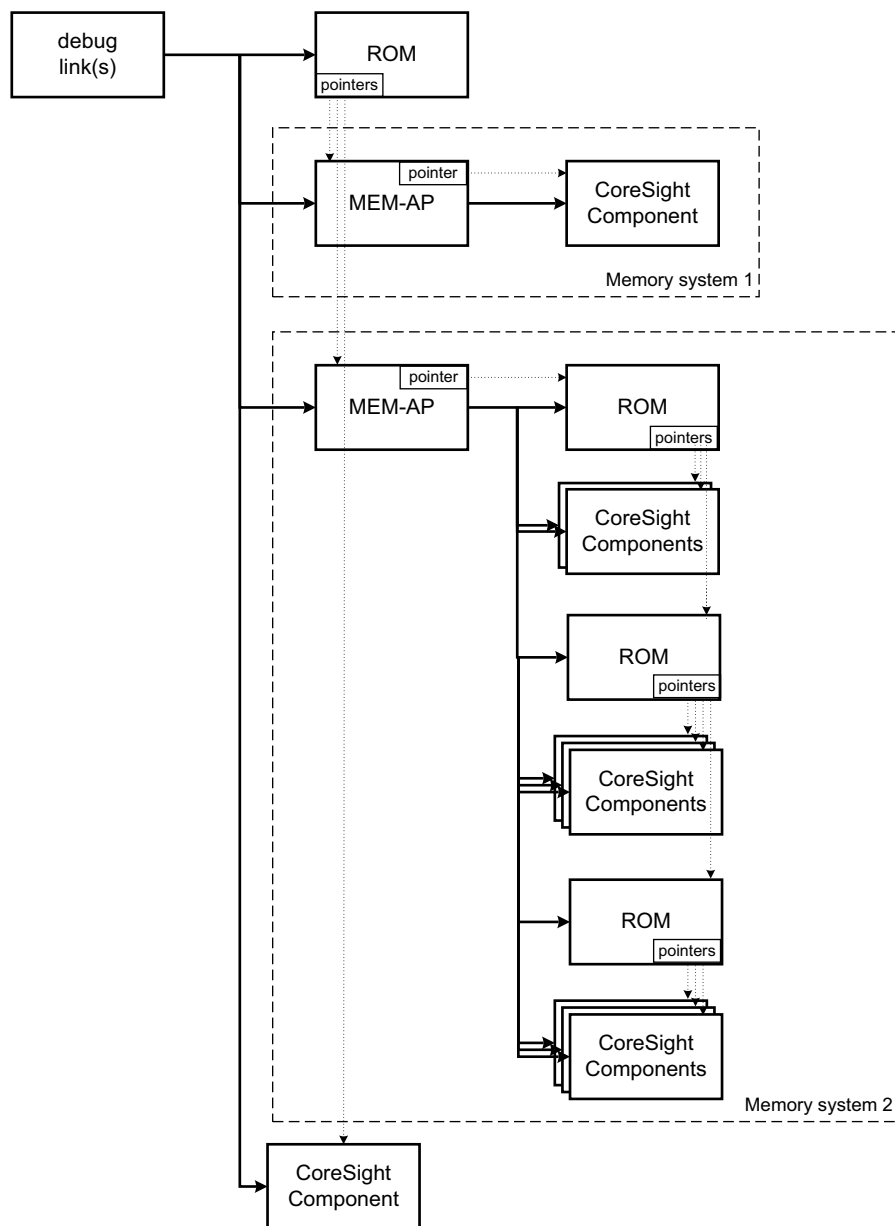 debug
link(s)
ROM
pointers
pointer
MEM-AP
CoreSight
Component
Memory system 1
pointer
MEM-AP
ROM
pointers
CoreSight
Components
ROM
pointers
CoreSight
Components
ROM
pointers
CoreSight
Components
Memory system 2
CoreSight
Component